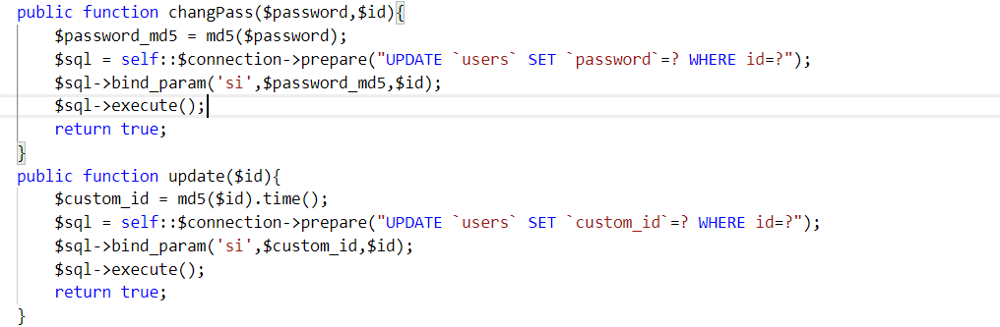 public function changPass($password,$id){
$password_md5 = md5($password);
$sql = self::$connection->prepare("UPDATE `users` SET `password`=? WHERE id=?");
$sql->bind_param('si',$password_md5,$id);
$sql->execute();
return true;
}
public function update($id){
$custom_id = md5($id).time();
$sql = self::$connection->prepare("UPDATE `users` SET `custom_id`=? WHERE id=?");
$sql->bind_param('si',$custom_id,$id);
$sql->execute();
return true;
}